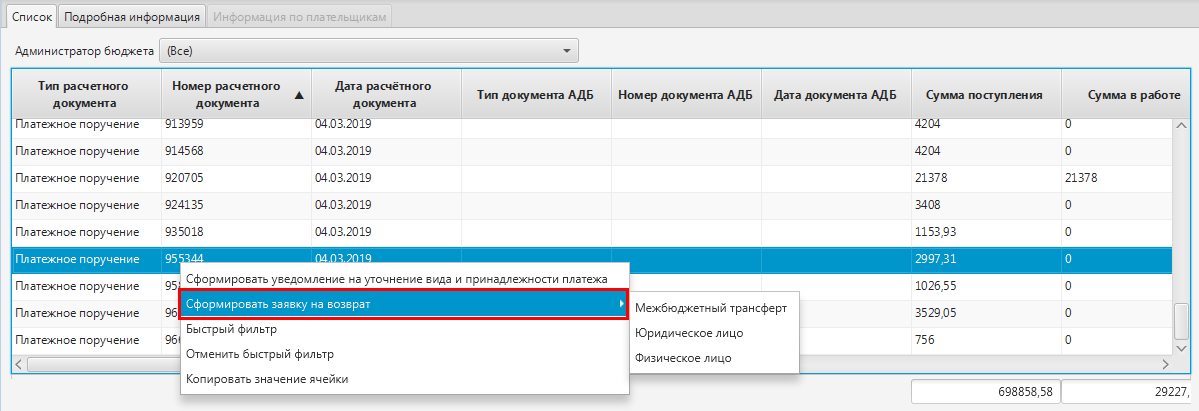 Список Подробная информация Информация по плательщикам
Администратор бюджета (Все)
Тип расчетного документа Номер расчетного документа Дата расчётного документа Тип документа АДБ Номер документа АДБ Дата документа АДБ Сумма поступления Сумма в работе
Платежное поручение 913959 04.03.2019 4204 0
Платежное поручение 914568 04.03.2019 4204 0
Платежное поручение 920705 04.03.2019 21378 21378
Платежное поручение 924135 04.03.2019 3408 0
Платежное поручение 935018 04.03.2019 1153,93 0
Платежное поручение 955344 04.03.2019 2997,31 0
Платежное поручение 1026,55 0
Платежное поручение 3529,05 0
Платежное поручение 756 0
Сформировать уведомление на уточнение вида и принадлежности платежа
Сформировать заявку на возврат
Быстрый фильтр
Отменить быстрый фильтр
Копировать значение ячейки
Межбюджетный трансферт
Юридическое лицо
Физическое лицо
698858,58 29227,